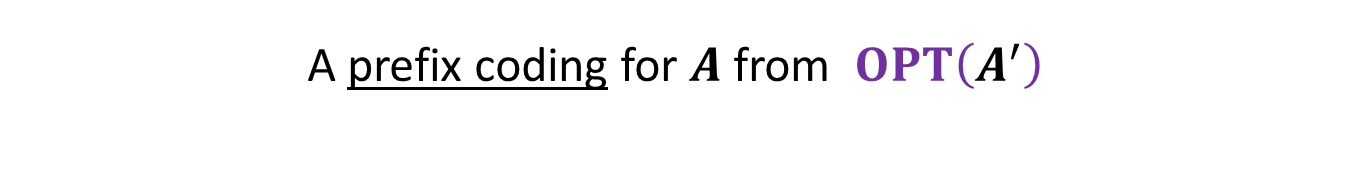 A prefix coding for A from OPT(A′)